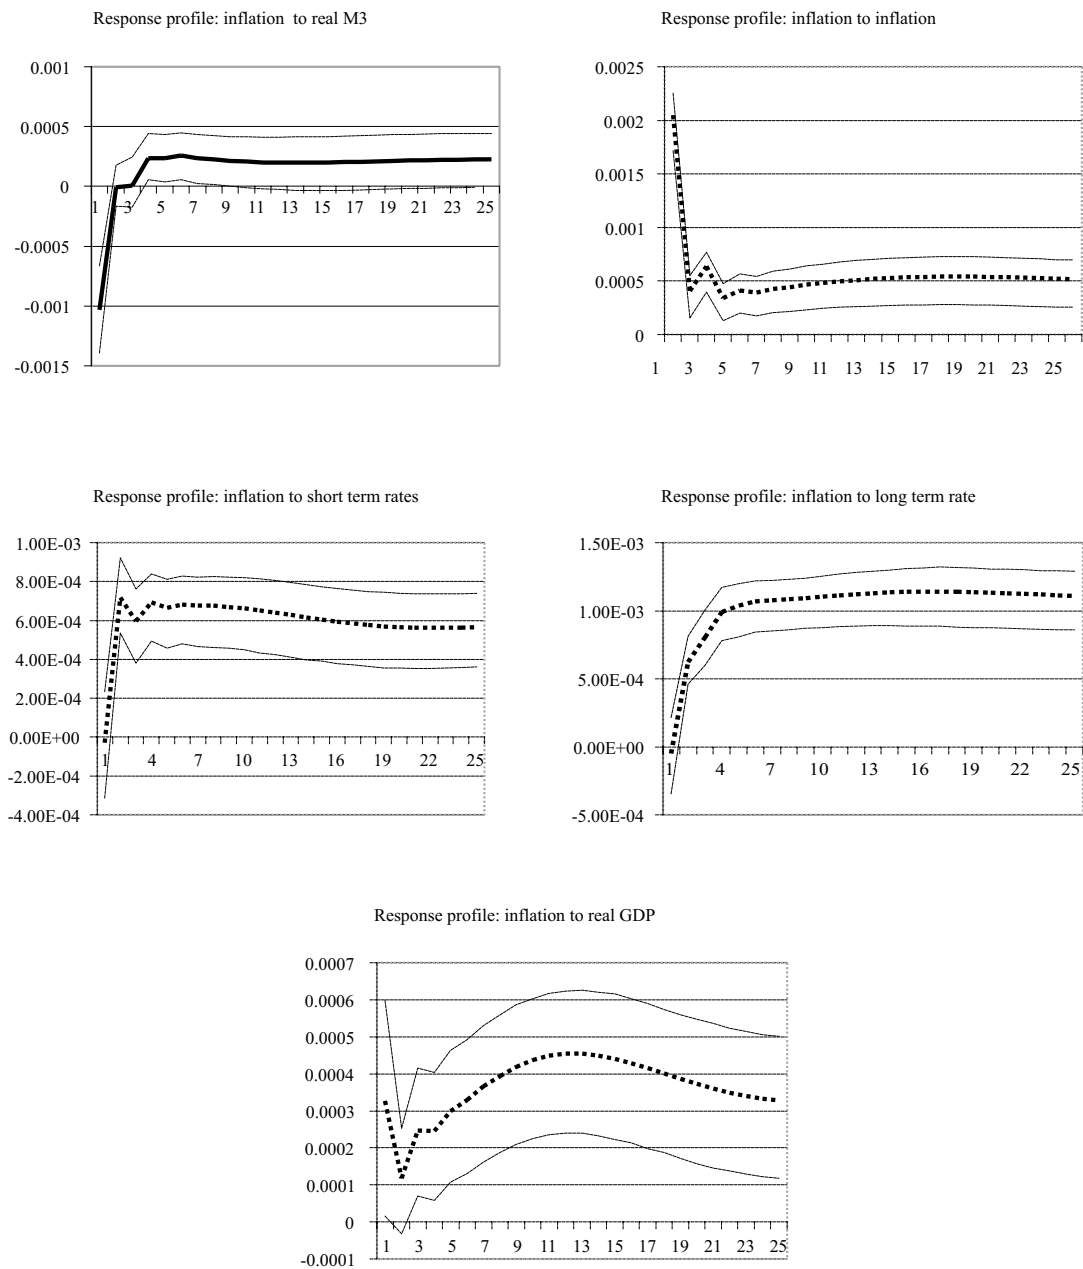 Response profile: inflation  to real M3
0.001
0.0005
0
-0.0005
-0.001
-0.0015
1 3 5 7 9 11 13 15 17 19 21 23 25
Response profile: inflation to inflation
0.0025
0.002
0.0015
0.001
0.0005
0
1 3 5 7 9 11 13 15 17 19 21 23 25
Response profile: inflation to short term rates
1.00E-03
8.00E-04
6.00E-04
4.00E-04
2.00E-04
0.00E+00
-2.00E-04
-4.00E-04
1 4 7 10 13 16 19 22 25
Response profile: inflation to long term rate
1.50E-03
1.00E-03
5.00E-04
0.00E+00
-5.00E-04
1 4 7 10 13 16 19 22 25
Response profile: inflation to real GDP
0.0007
0.0006
0.0005
0.0004
0.0003
0.0002
0.0001
0
-0.0001
1 3 5 7 9 11 13 15 17 19 21 23 25